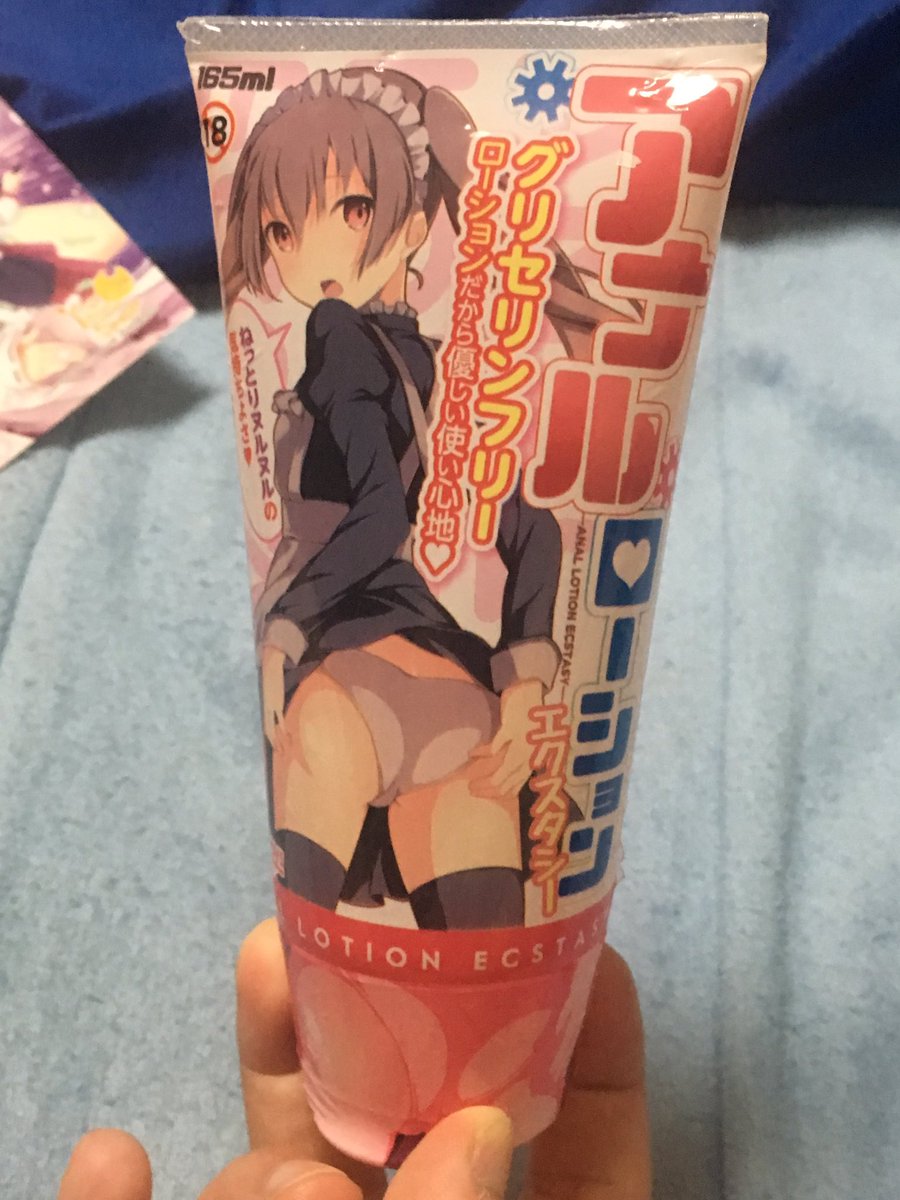 165ml
18
アナル
ローション
ANAL LOTION ECSTASY
エクスタシー
グリセリンフリー
ローションだから優しい使い心地♥
ねっとりヌルヌルの
LOTION ECSTAS